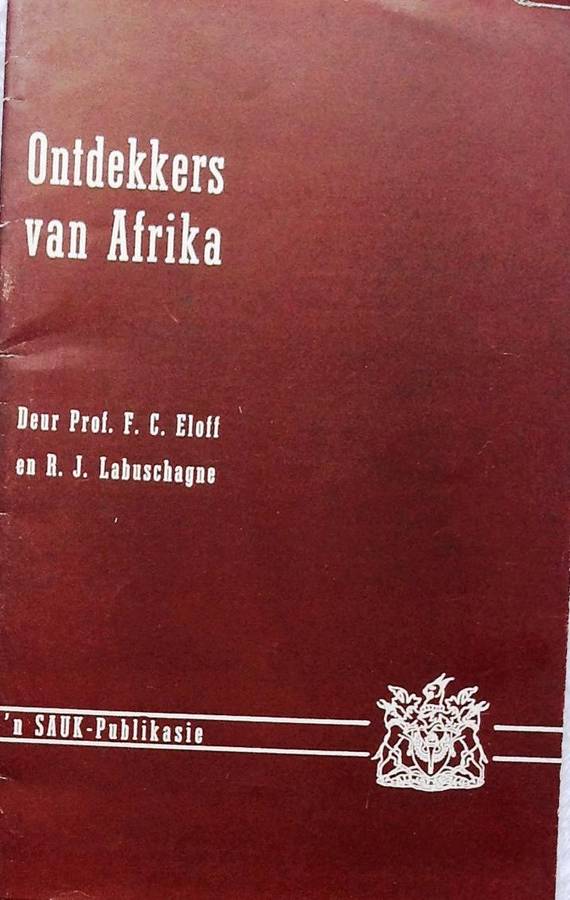 Ontdekkers
van Afrika
Deur Prof. F. C. Eloff
en R. J. Labuschagne
'n SAUK-Publikasie